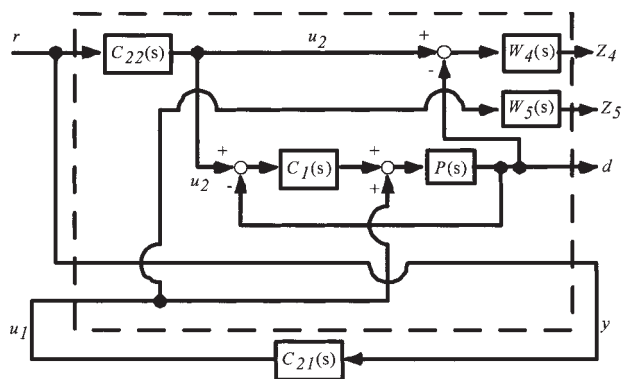 r
C22(s)
u2
+
-
W4(s)
Z4
W5(s)
Z5
+
u2
-
C1(s)
+
+
P(s)
d
u1
C21(s)
y